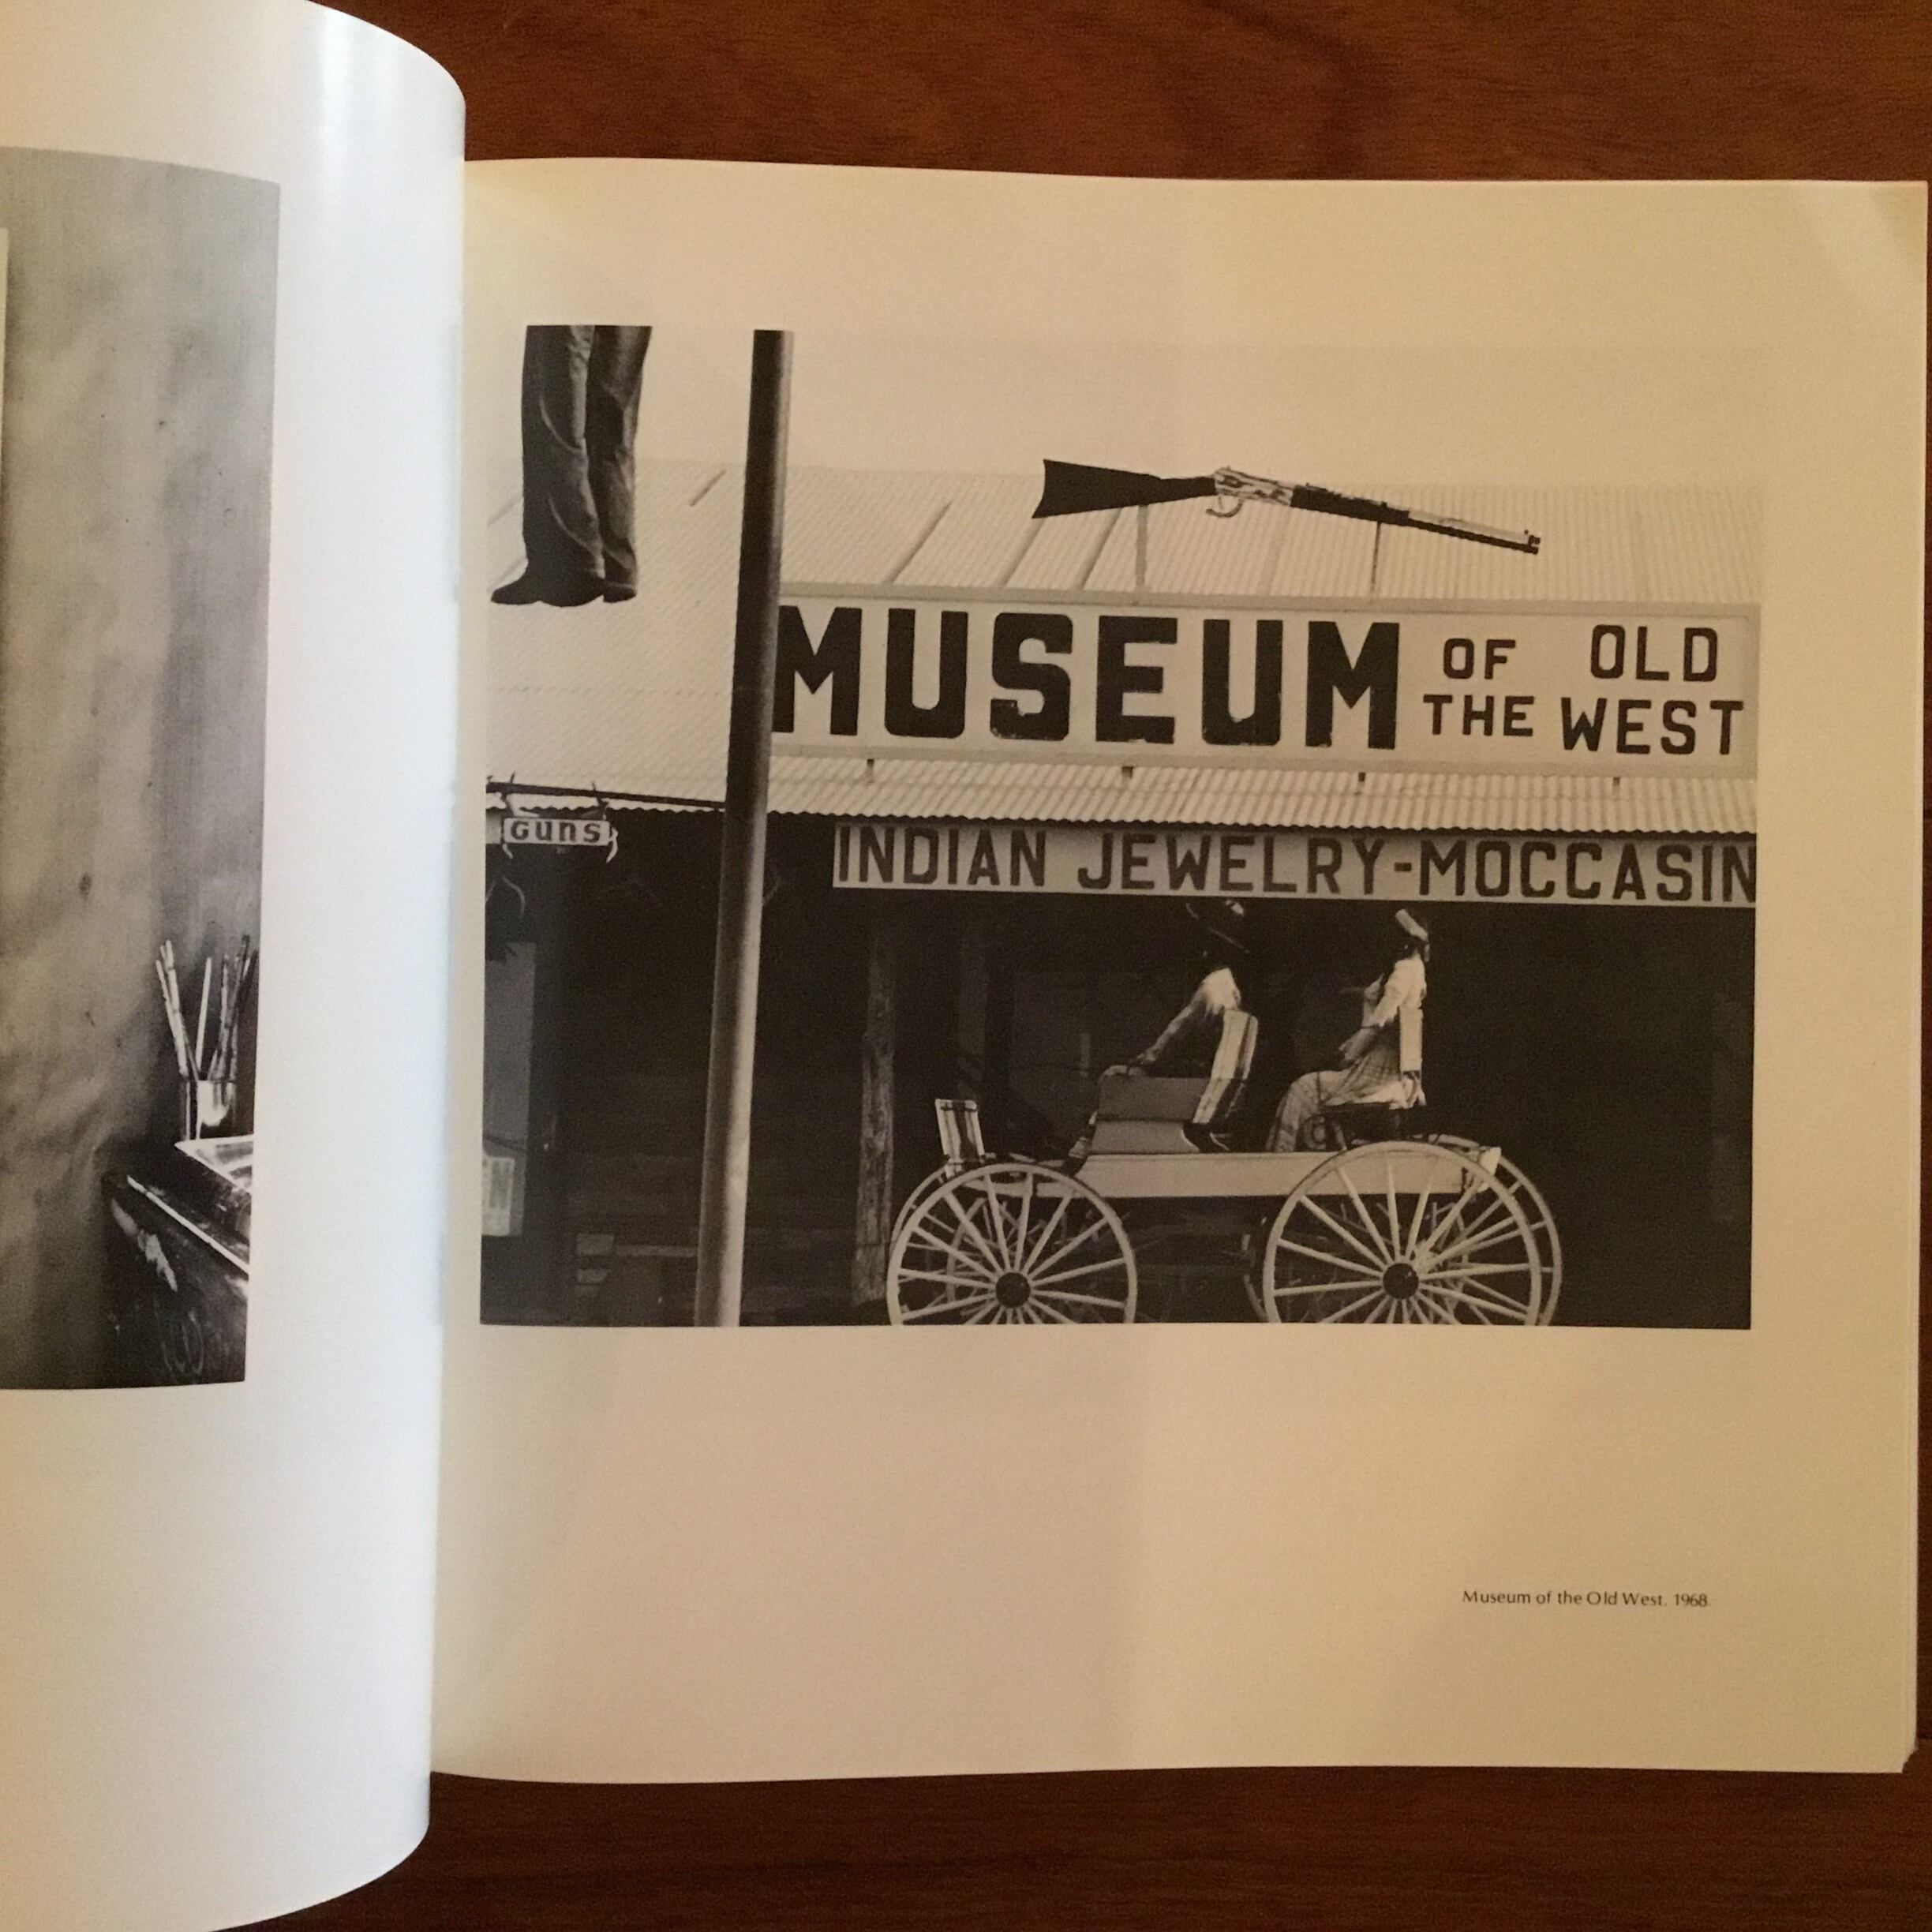 MUSEUM OF THE OLD WEST
GUNS
INDIAN JEWELRY-MOCCASIN
Museum of the Old West. 1968.